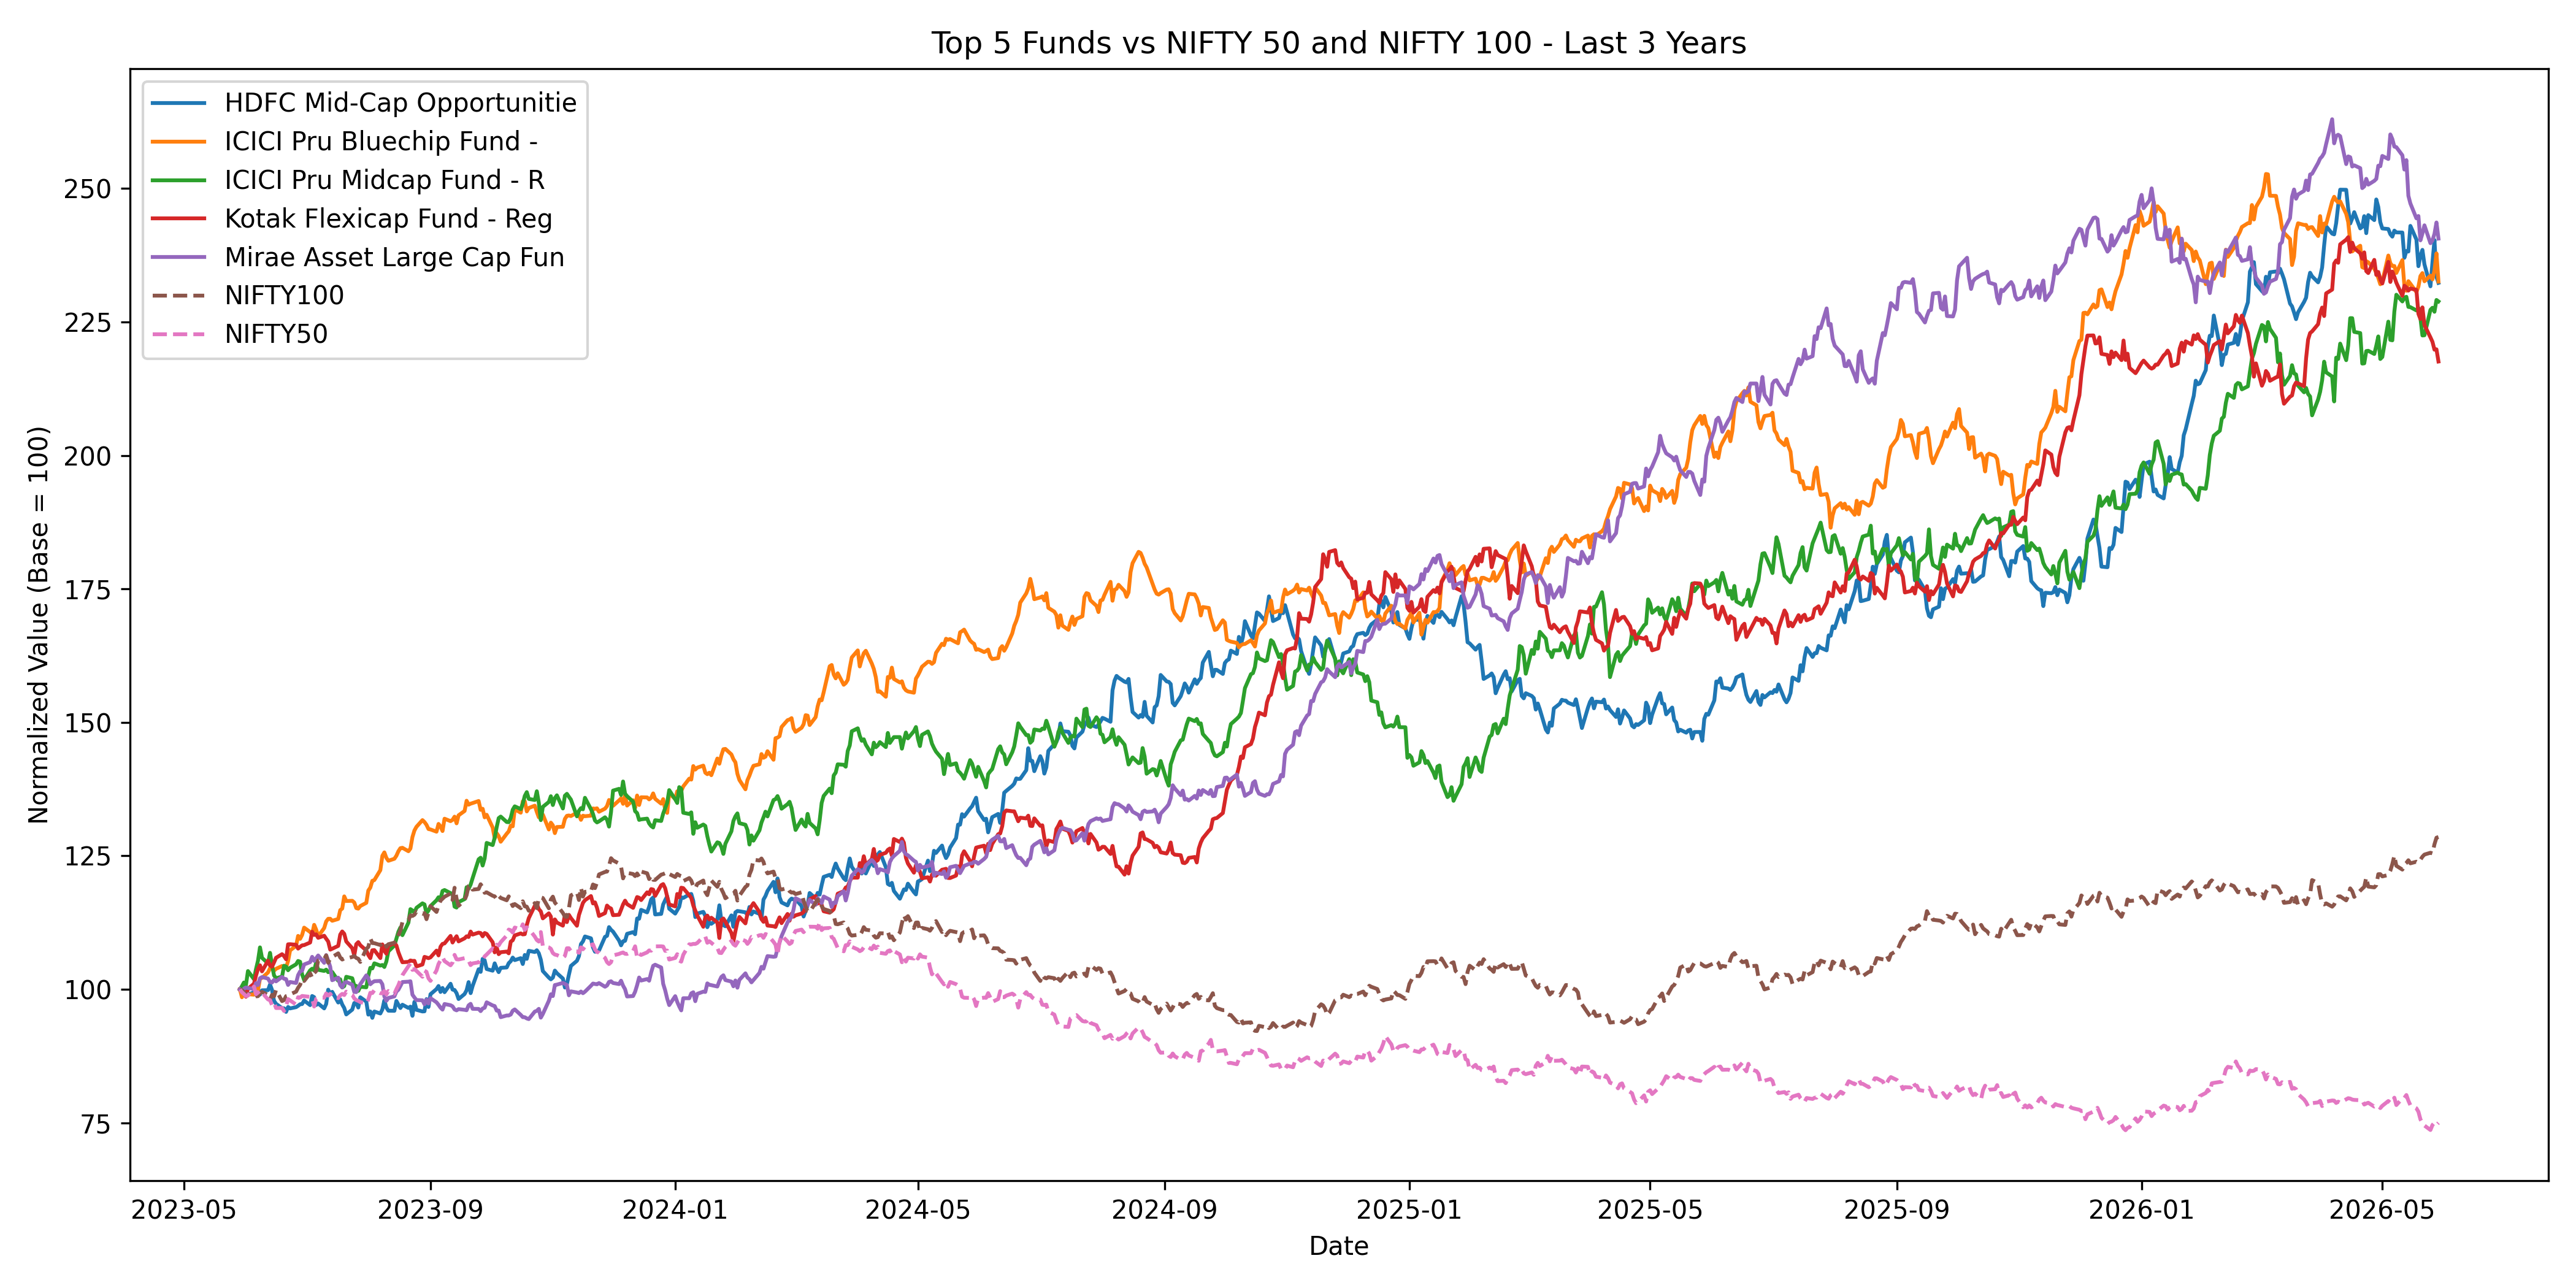 Top 5 Funds vs NIFTY 50 and NIFTY 100 - Last 3 Years
HDFC Mid-Cap Opportunitie
ICICI Pru Bluechip Fund -
ICICI Pru Midcap Fund - R
Kotak Flexicap Fund - Reg
Mirae Asset Large Cap Fun
NIFTY100
NIFTY50
Normalized Value (Base = 100)
250
225
200
175
150
125
100
75
2023-05 2023-09 2024-01 2024-05 2024-09 2025-01 2025-05 2025-09 2026-01 2026-05
Date